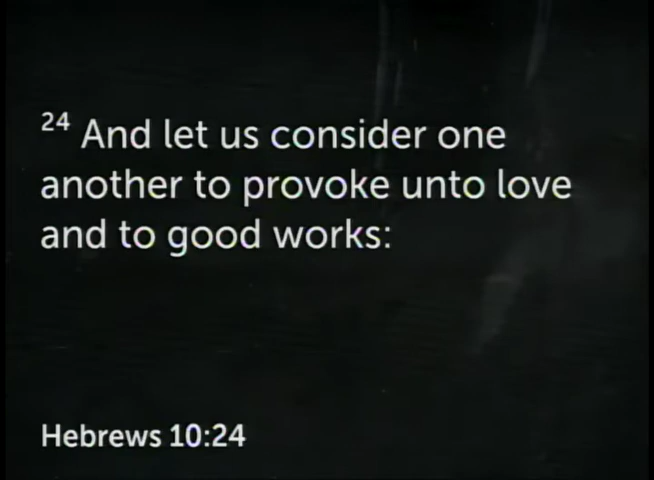 24 And let us consider one
another to provoke unto love
and to good works:
Hebrews 10:24